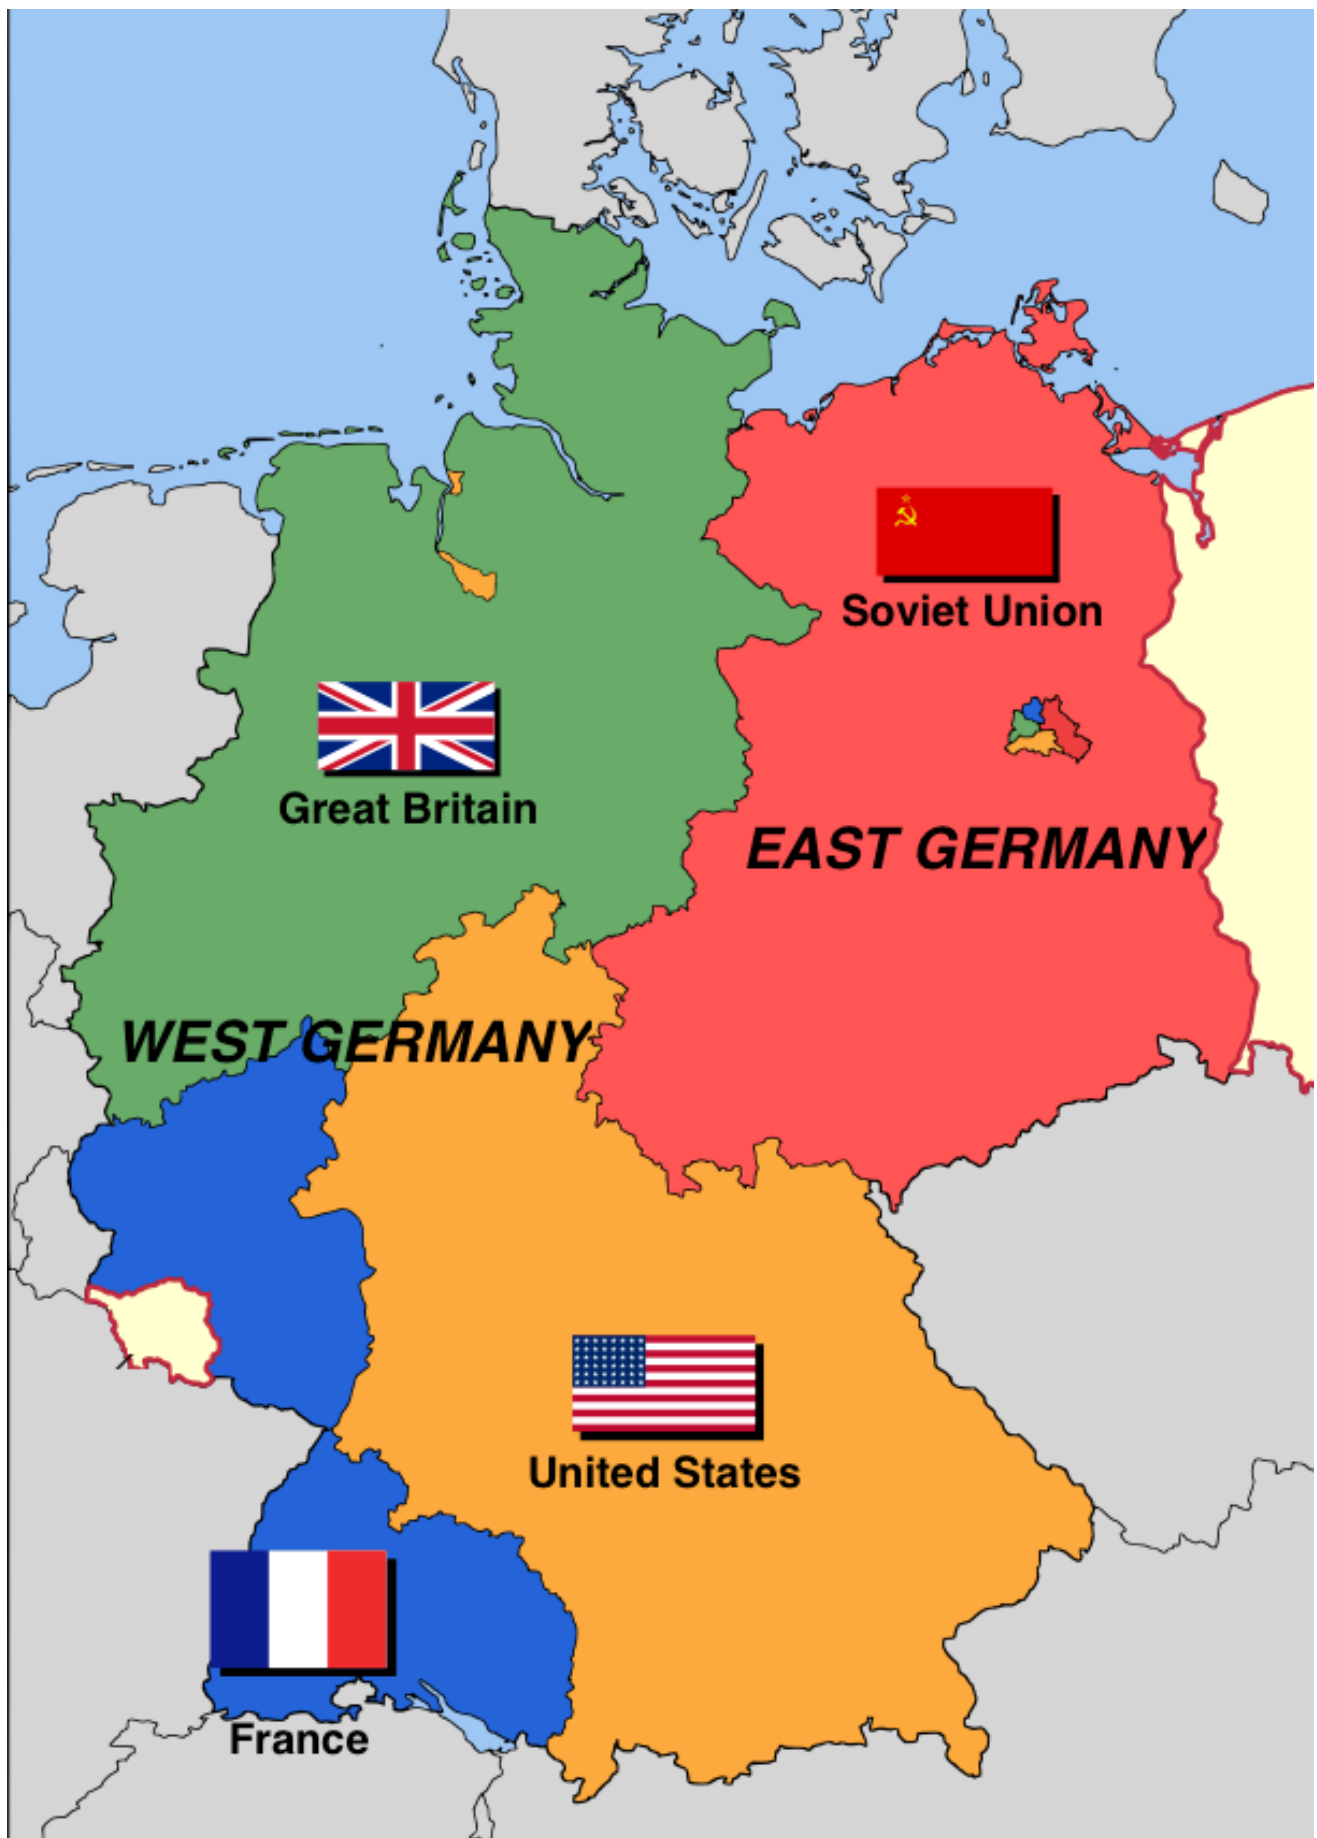 Soviet Union
Great Britain
EAST GERMANY
WEST GERMANY
United States
France